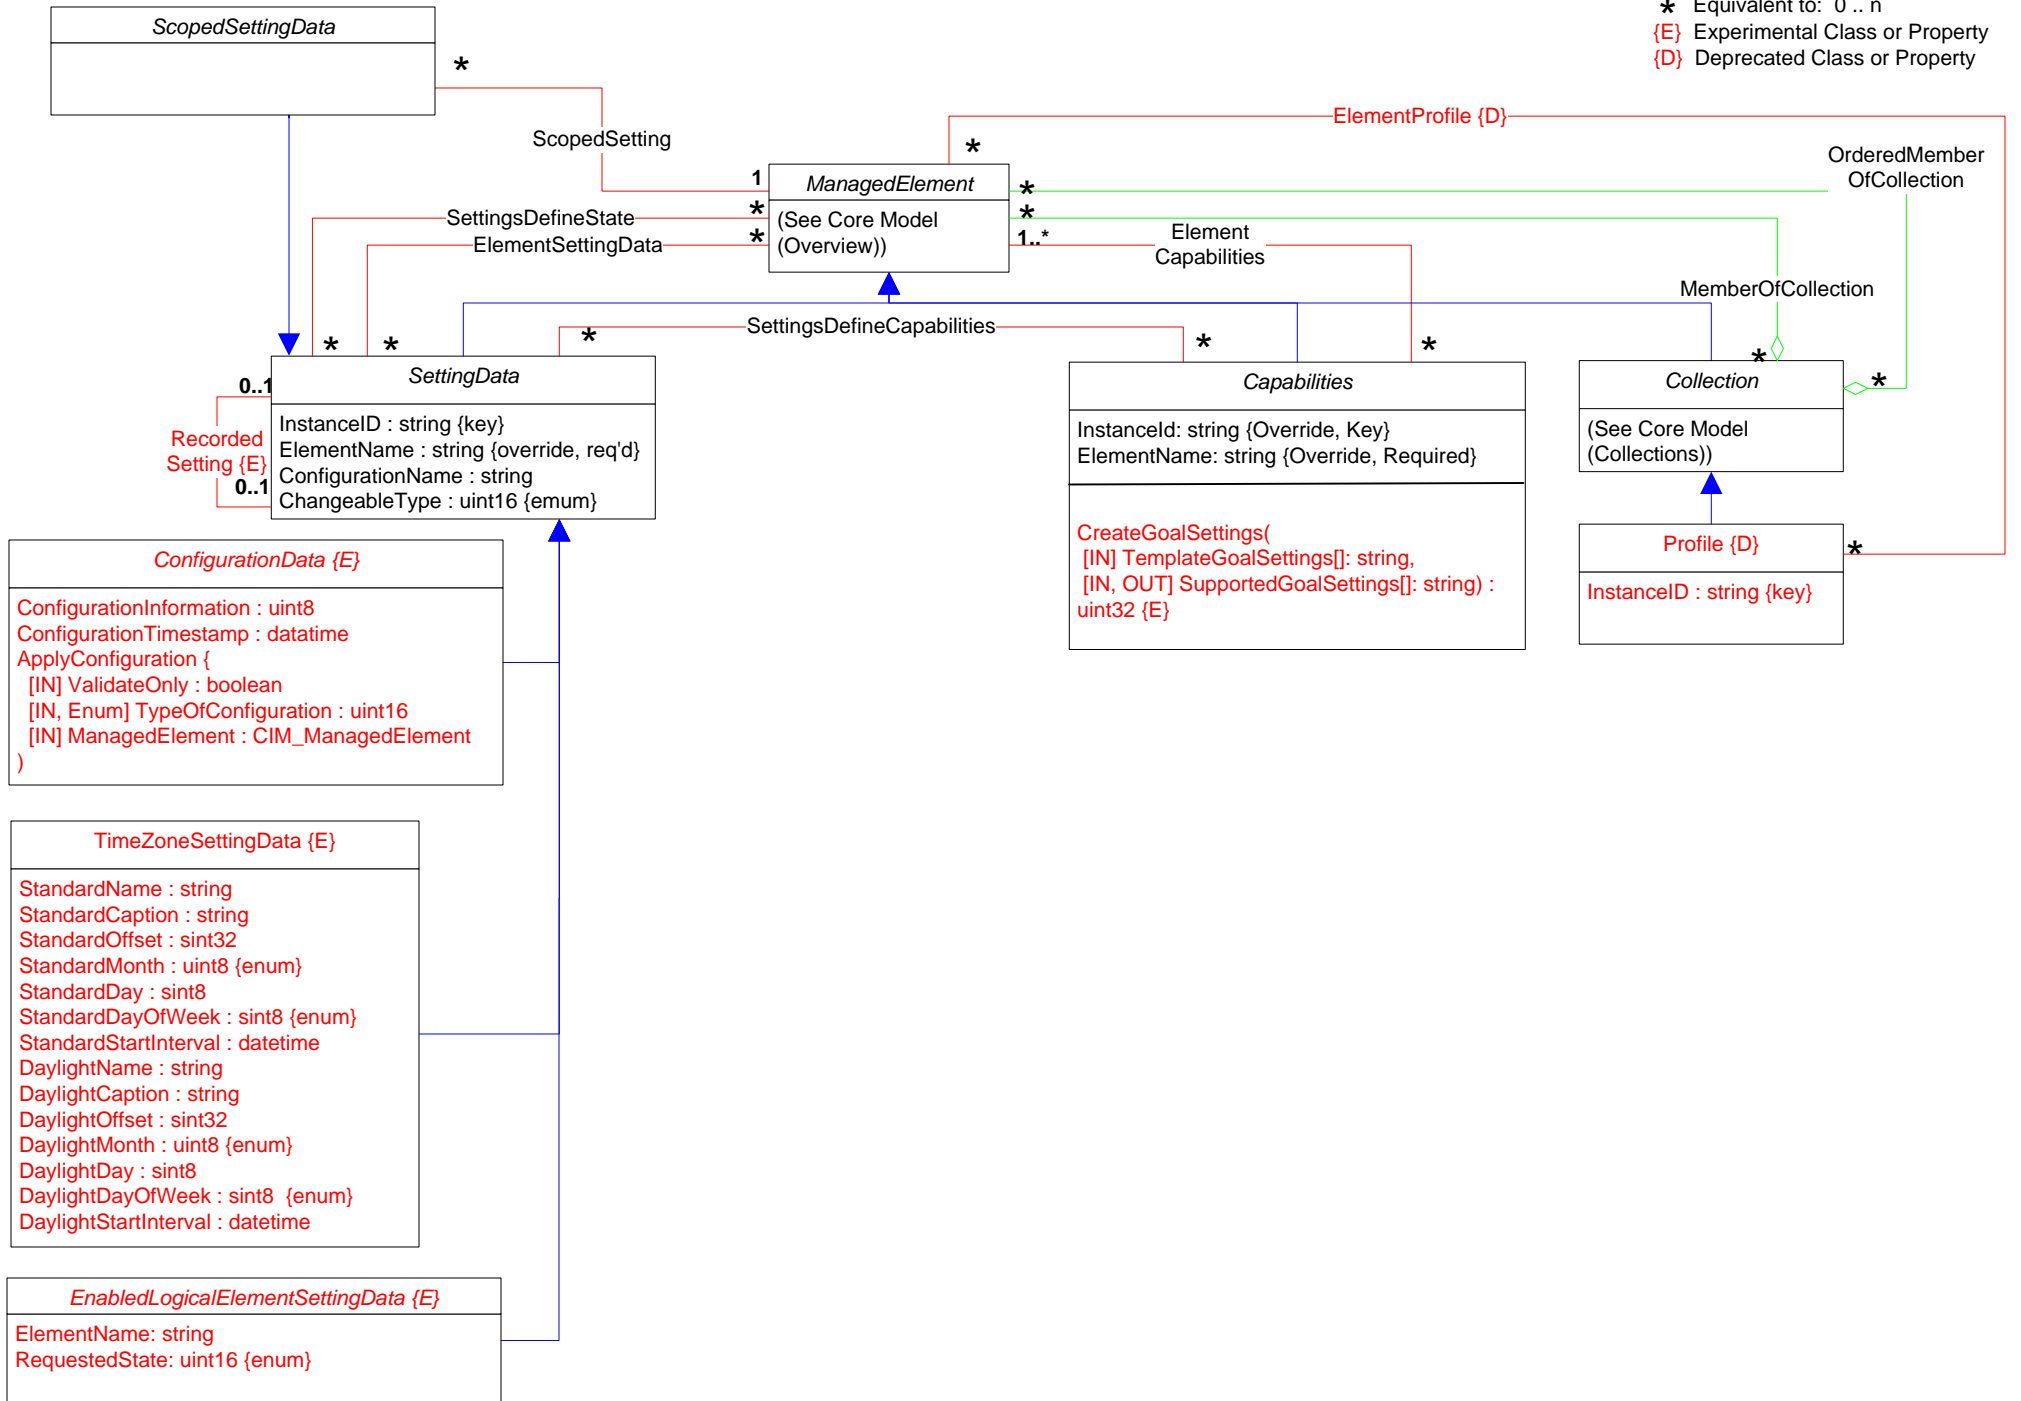 * Equivalent to: 0 .. n
{E} Experimental Class or Property
{D} Deprecated Class or Property
ScopedSettingData
*
ScopedSetting
ElementProfile {D}
*
OrderedMember
OfCollection
1
ManagedElement
(See Core Model
(Overview))
*
*
*
*
1..*
SettingsDefineState
ElementSettingData
Element
Capabilities
MemberOfCollection
SettingsDefineCapabilities
*
*
*
*
*
*
*
SettingData
InstanceID : string {key}
ElementName : string {override, req'd}
ConfigurationName : string
ChangeableType : uint16 {emum}
0..1
Recorded
Setting {E}
0..1
Capabilities
InstanceId: string {Override, Key}
ElementName: string {Override, Required}
CreateGoalSettings(
[IN] TemplateGoalSettings[]: string,
[IN, OUT] SupportedGoalSettings[]: string) :
uint32 {E}
Collection
(See Core Model
(Collections))
Profile {D}
*
InstanceID : string {key}
ConfigurationData {E}
ConfigurationInformation : uint8
ConfigurationTimestamp : datatime
ApplyConfiguration {
[IN] ValidateOnly : boolean
[IN, Enum] TypeOfConfiguration : uint16
[IN] ManagedElement : CIM_ManagedElement
)
TimeZoneSettingData {E}
StandardName : string
StandardCaption : string
StandardOffset : sint32
StandardMonth : uint8 {enum}
StandardDay : sint8
StandardDayOfWeek : sint8 {enum}
StandardStartInterval : datetime
DaylightName : string
DaylightCaption : string
DaylightOffset : sint32
DaylightMonth : uint8 {enum}
DaylightDay : sint8
DaylightDayOfWeek : sint8 {enum}
DaylightStartInterval : datetime
EnabledLogicalElementSettingData {E}
ElementName: string
RequestedState: uint16 {enum}